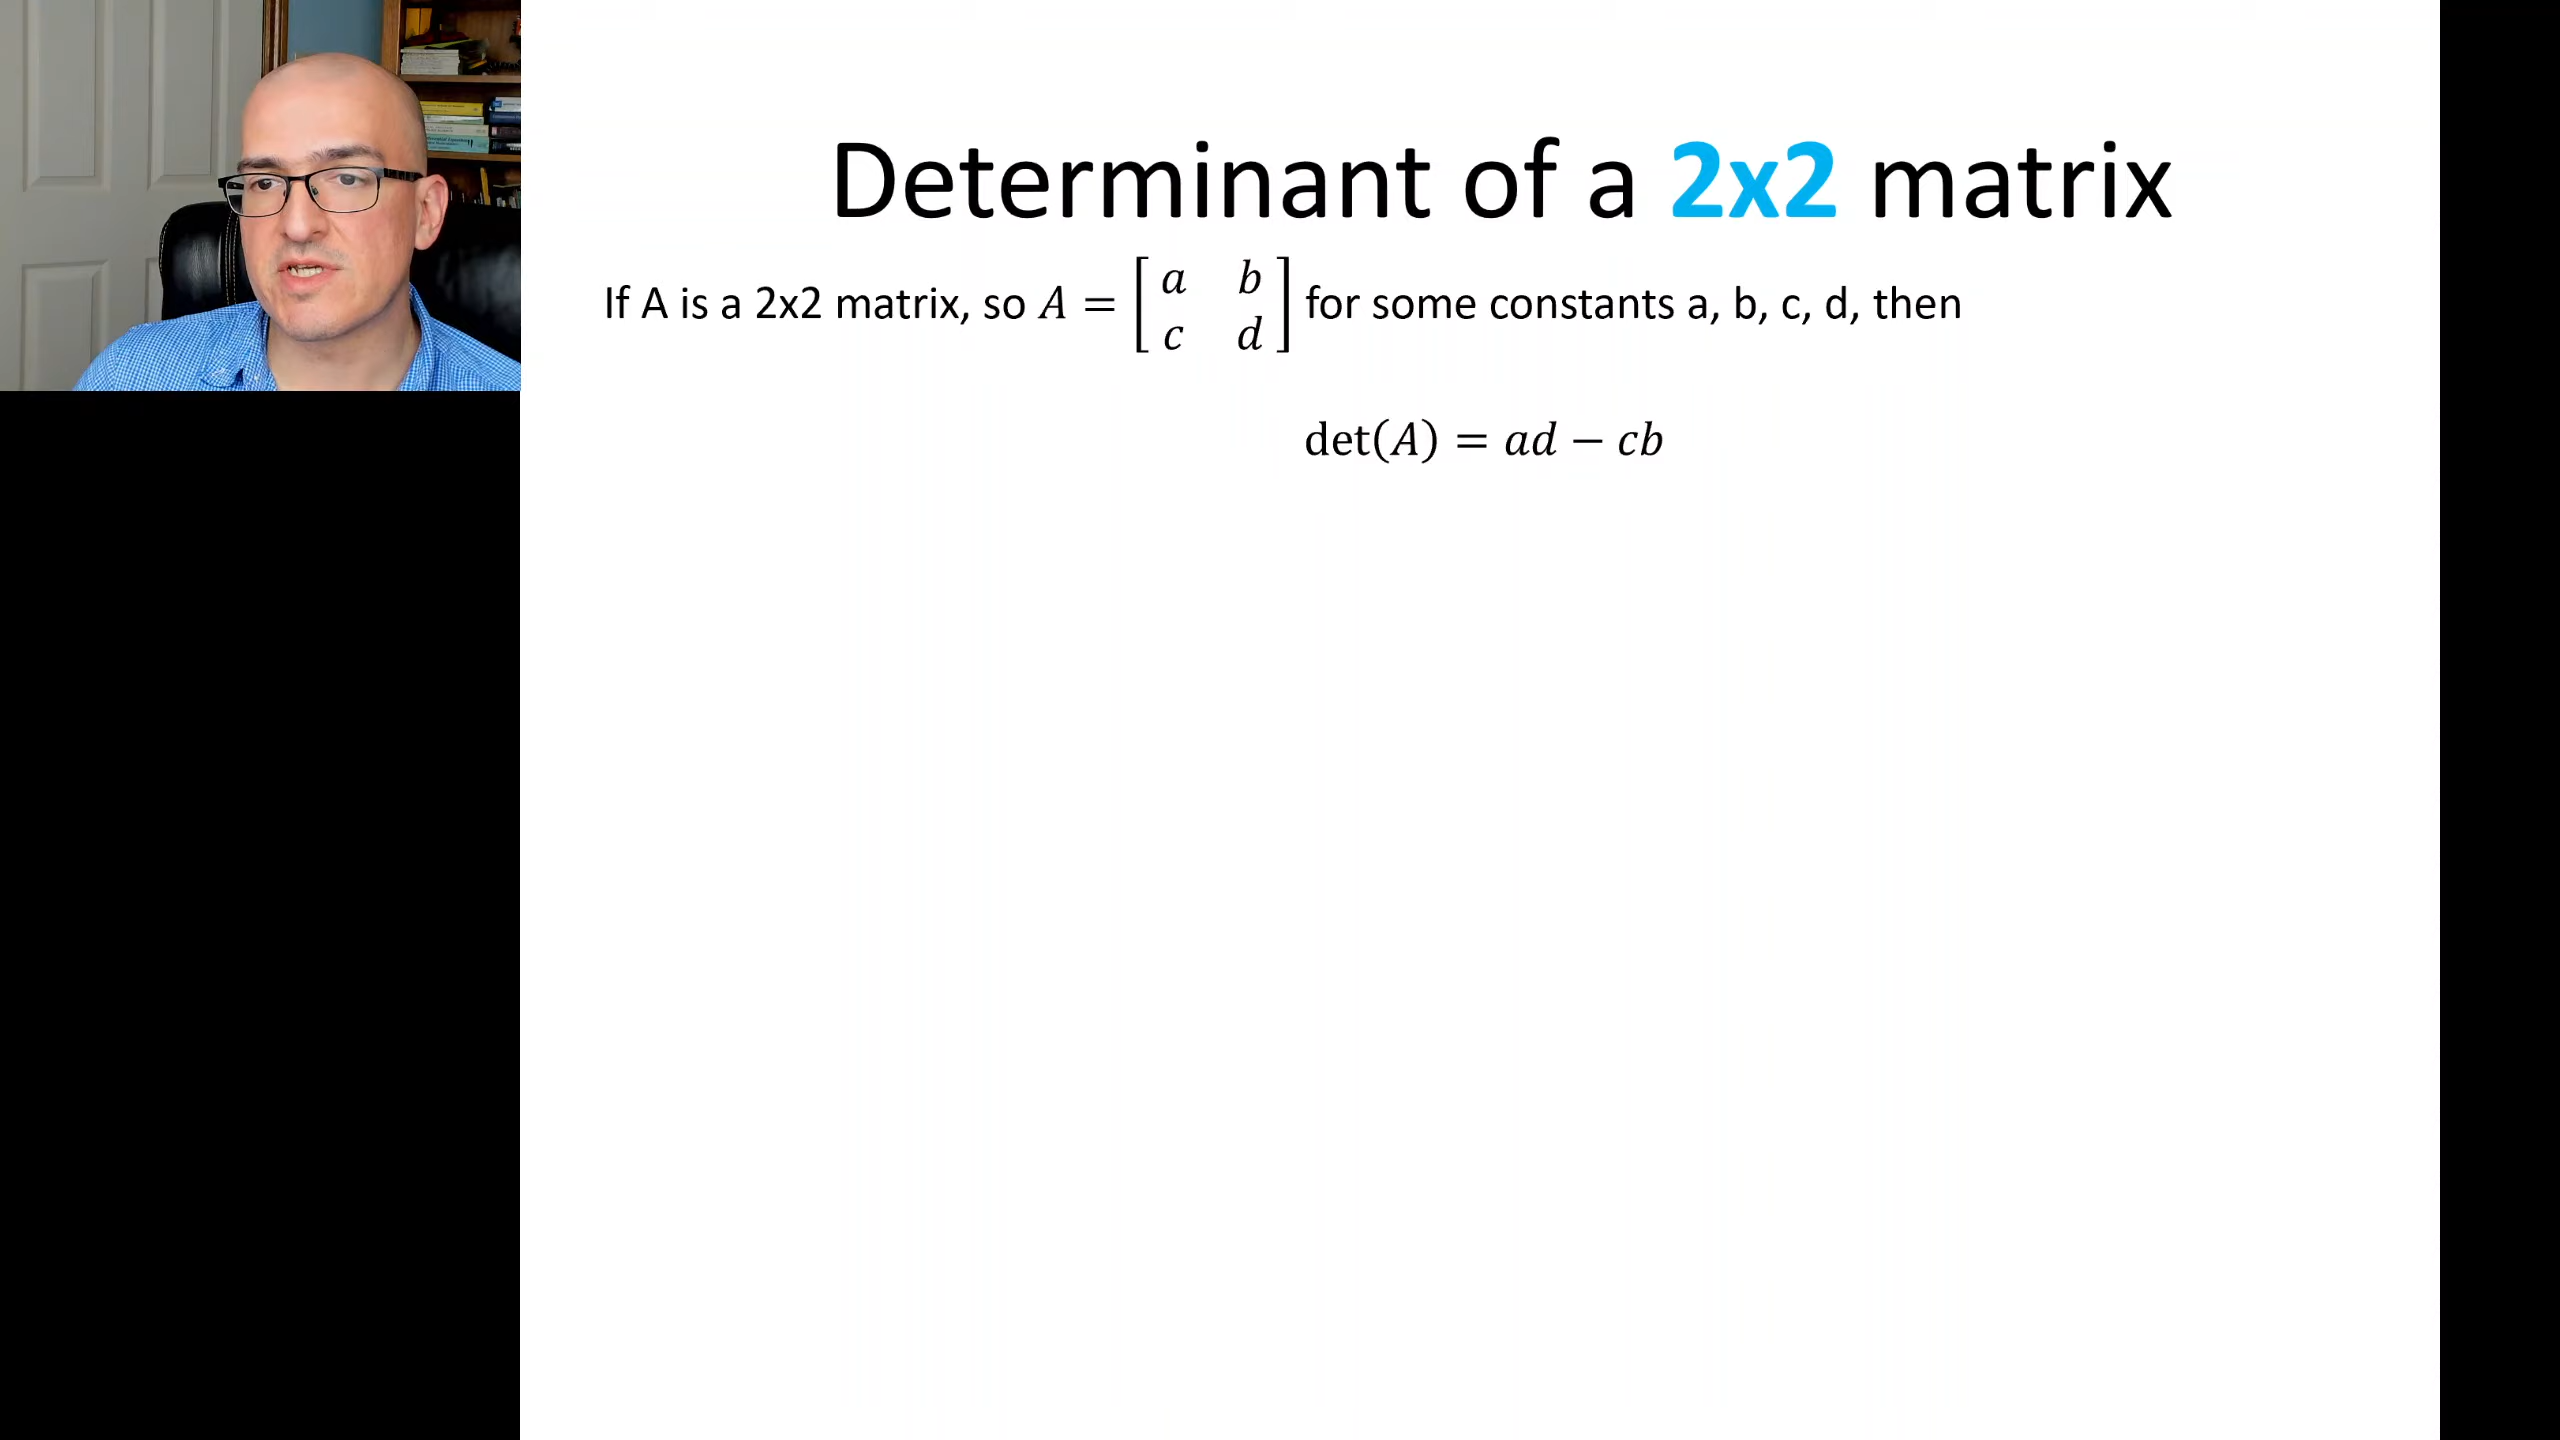 Determinant of a 2x2 matrix
If A is a 2x2 matrix, so A = [ a b ; c d ] for some constants a, b, c, d, then
det(A) = ad − cb